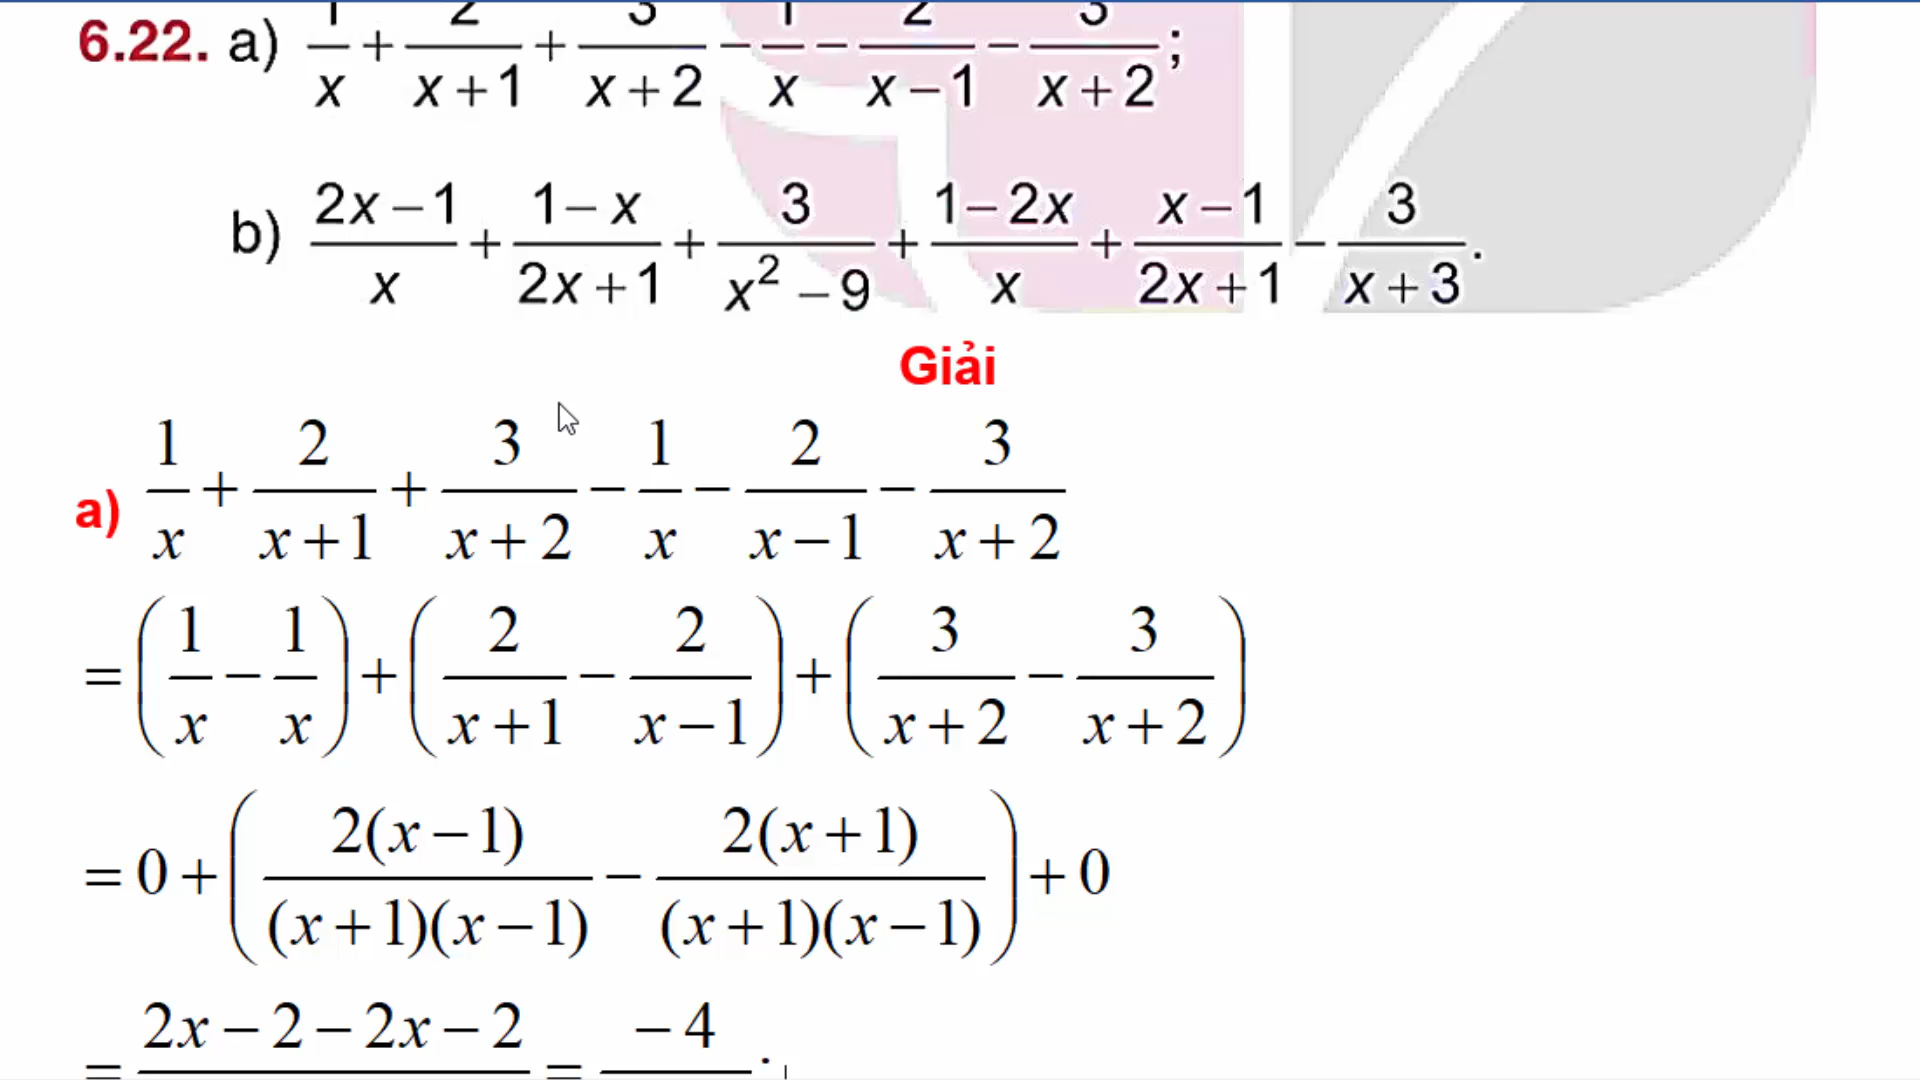 6.22. a) 1/x + 2/(x+1) + 3/(x+2) − 1/x − 2/(x−1) − 3/(x+2);
b) (2x−1)/x + (1−x)/(2x+1) + 3/(x²−9) + (1−2x)/x + (x−1)/(2x+1) − 3/(x+3).
Giải
a) 1/x + 2/(x+1) + 3/(x+2) − 1/x − 2/(x−1) − 3/(x+2)
= (1/x − 1/x) + (2/(x+1) − 2/(x−1)) + (3/(x+2) − 3/(x+2))
= 0 + (2(x−1)/((x+1)(x−1)) − 2(x+1)/((x+1)(x−1))) + 0
= 2x−2−2x−2 = −4